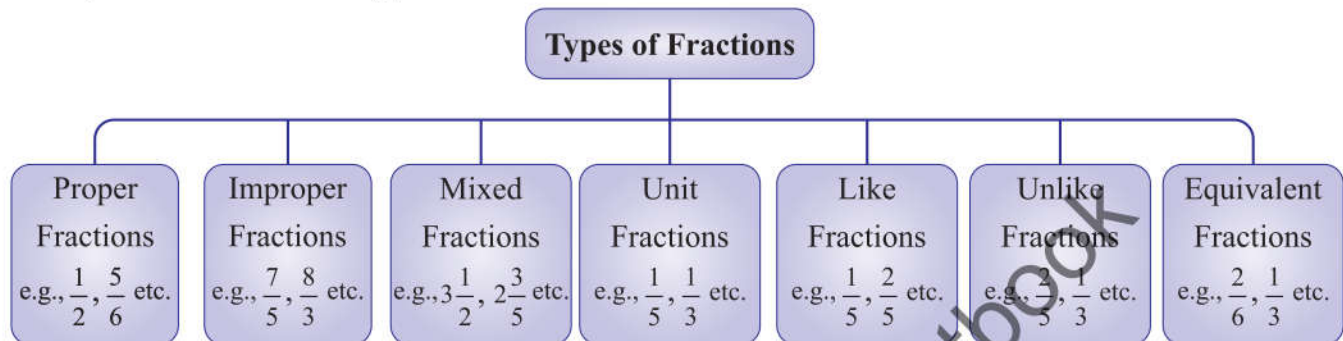 Types of Fractions
Proper
Fractions
e.g., 1/2, 5/6 etc.
Improper
Fractions
e.g., 7/5, 8/3 etc.
Mixed
Fractions
e.g., 3 1/2, 2 3/5 etc.
Unit
Fractions
e.g., 1/5, 1/3 etc.
Like
Fractions
e.g., 1/5, 2/5 etc.
Unlike
Fractions
e.g., 2/5, 1/3 etc.
Equivalent
Fractions
e.g., 2/6, 1/3 etc.